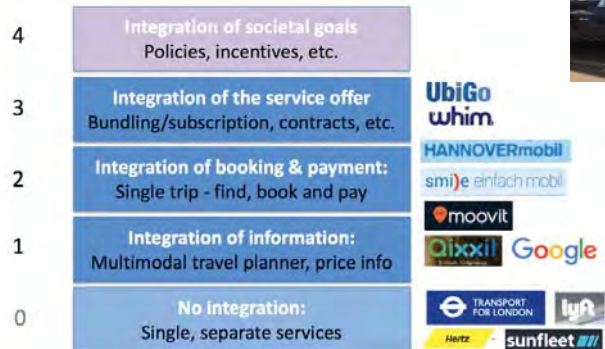 4
Integration of societal goals
Policies, incentives, etc.
3
Integration of the service offer
Bundling/subscription, contracts, etc.
UbiGo
whim
2
Integration of booking & payment:
Single trip - find, book and pay
HANNOVERmobil
smi)e einfach mobil
1
Integration of information:
Multimodal travel planner, price info
moovit
Qixxit
Google
0
No integration:
Single, separate services
TRANSPORT
FOR LONDON
lyft
Hertz
sunfleet